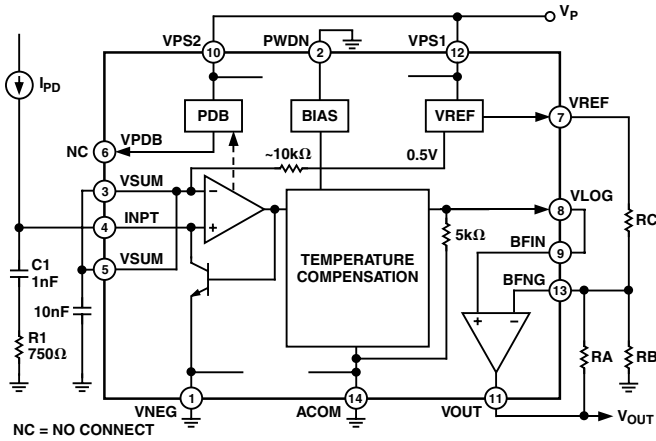 V_P
VPS2
PWDN
VPS1
10
2
12
I_PD
PDB
BIAS
VREF
7
VREF
VPDB
NC
6
~10kΩ
0.5V
3
VSUM
4
INPT
5
VSUM
−
+
TEMPERATURE
COMPENSATION
5kΩ
8
VLOG
RC
9
BFIN
BFNG
13
C1
1nF
10nF
R1
750Ω
+
−
RA
RB
1
14
11
VNEG
ACOM
VOUT
V_OUT
NC = NO CONNECT